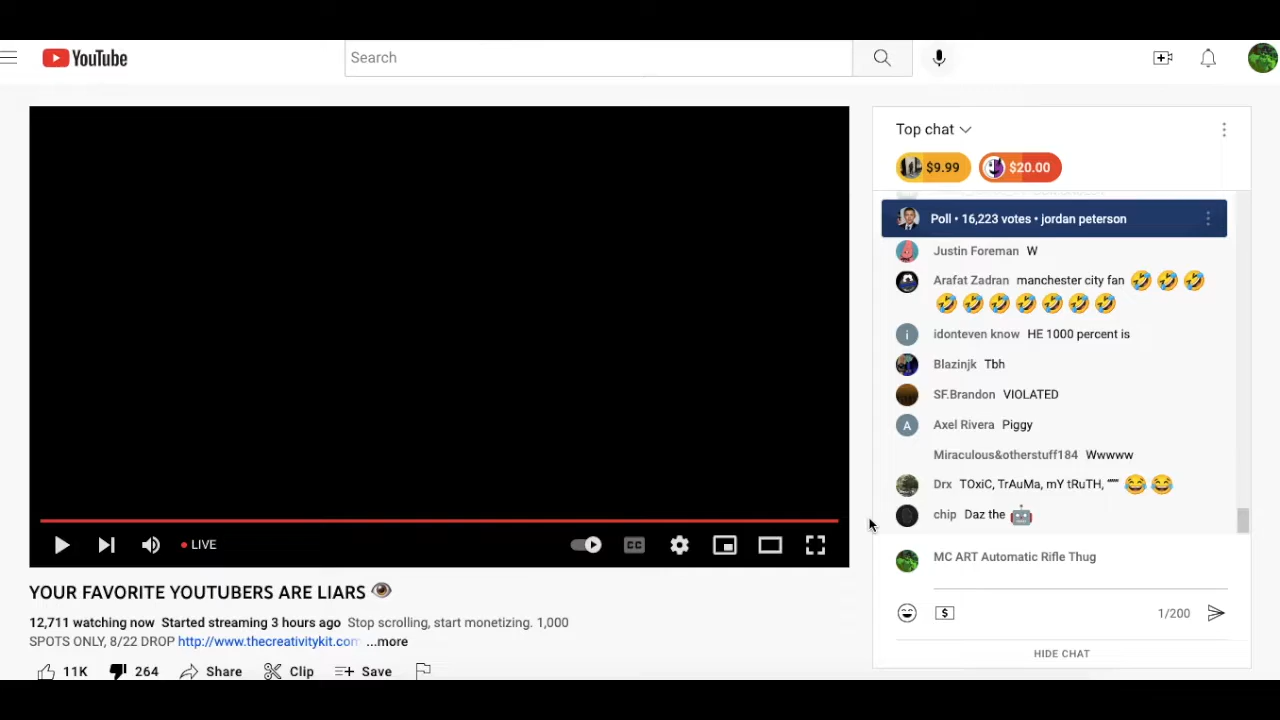 YouTube
Search
Top chat
$9.99 $20.00
Poll • 16,223 votes • jordan peterson
Justin Foreman W
Arafat Zadran manchester city fan 🤣 🤣 🤣
🤣 🤣 🤣 🤣 🤣 🤣 🤣
idonteven know HE 1000 percent is
Blazinjk Tbh
SF.Brandon VIOLATED
A Axel Rivera Piggy
Miraculous&otherstuff184 Wwwww
Drx TOxiC, TrAuMa, mY tRuTH, """ 😂 😂
chip Daz the 🤖
LIVE
CC
MC ART Automatic Rifle Thug
1/200
HIDE CHAT
YOUR FAVORITE YOUTUBERS ARE LIARS 👁
12,711 watching now Started streaming 3 hours ago Stop scrolling, start monetizing. 1,000
SPOTS ONLY, 8/22 DROP http://www.thecreativitykit.com ...more
11K 264 Share Clip Save